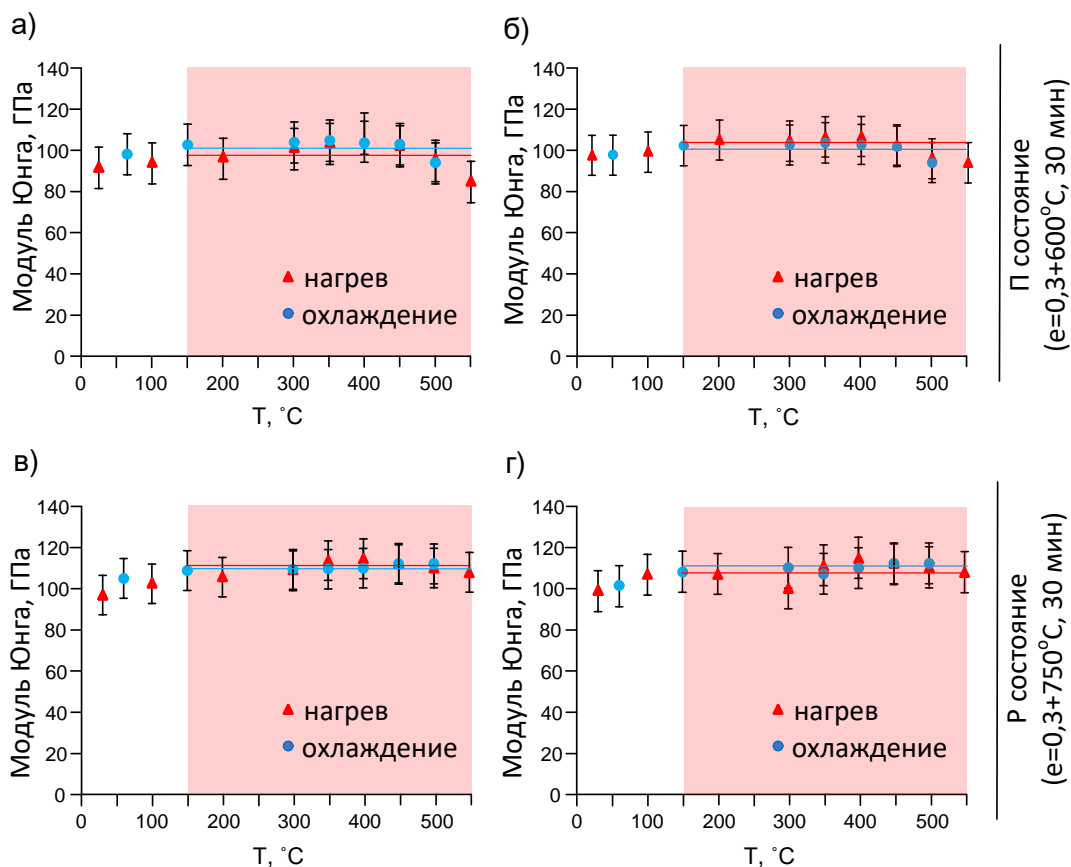 а)
Модуль Юнга, ГПа
140
120
100
80
60
40
20
0
нагрев
охлаждение
0 100 200 300 400 500
T, ˚C
б)
Модуль Юнга, ГПа
140
120
100
80
60
40
20
0
нагрев
охлаждение
0 100 200 300 400 500
T, ˚C
П состояние
(e=0,3+600°C, 30 мин)
в)
Модуль Юнга, ГПа
140
120
100
80
60
40
20
0
нагрев
охлаждение
0 100 200 300 400 500
T, ˚C
г)
Модуль Юнга, ГПа
140
120
100
80
60
40
20
0
нагрев
охлаждение
0 100 200 300 400 500
T, ˚C
Р состояние
(e=0,3+750°C, 30 мин)